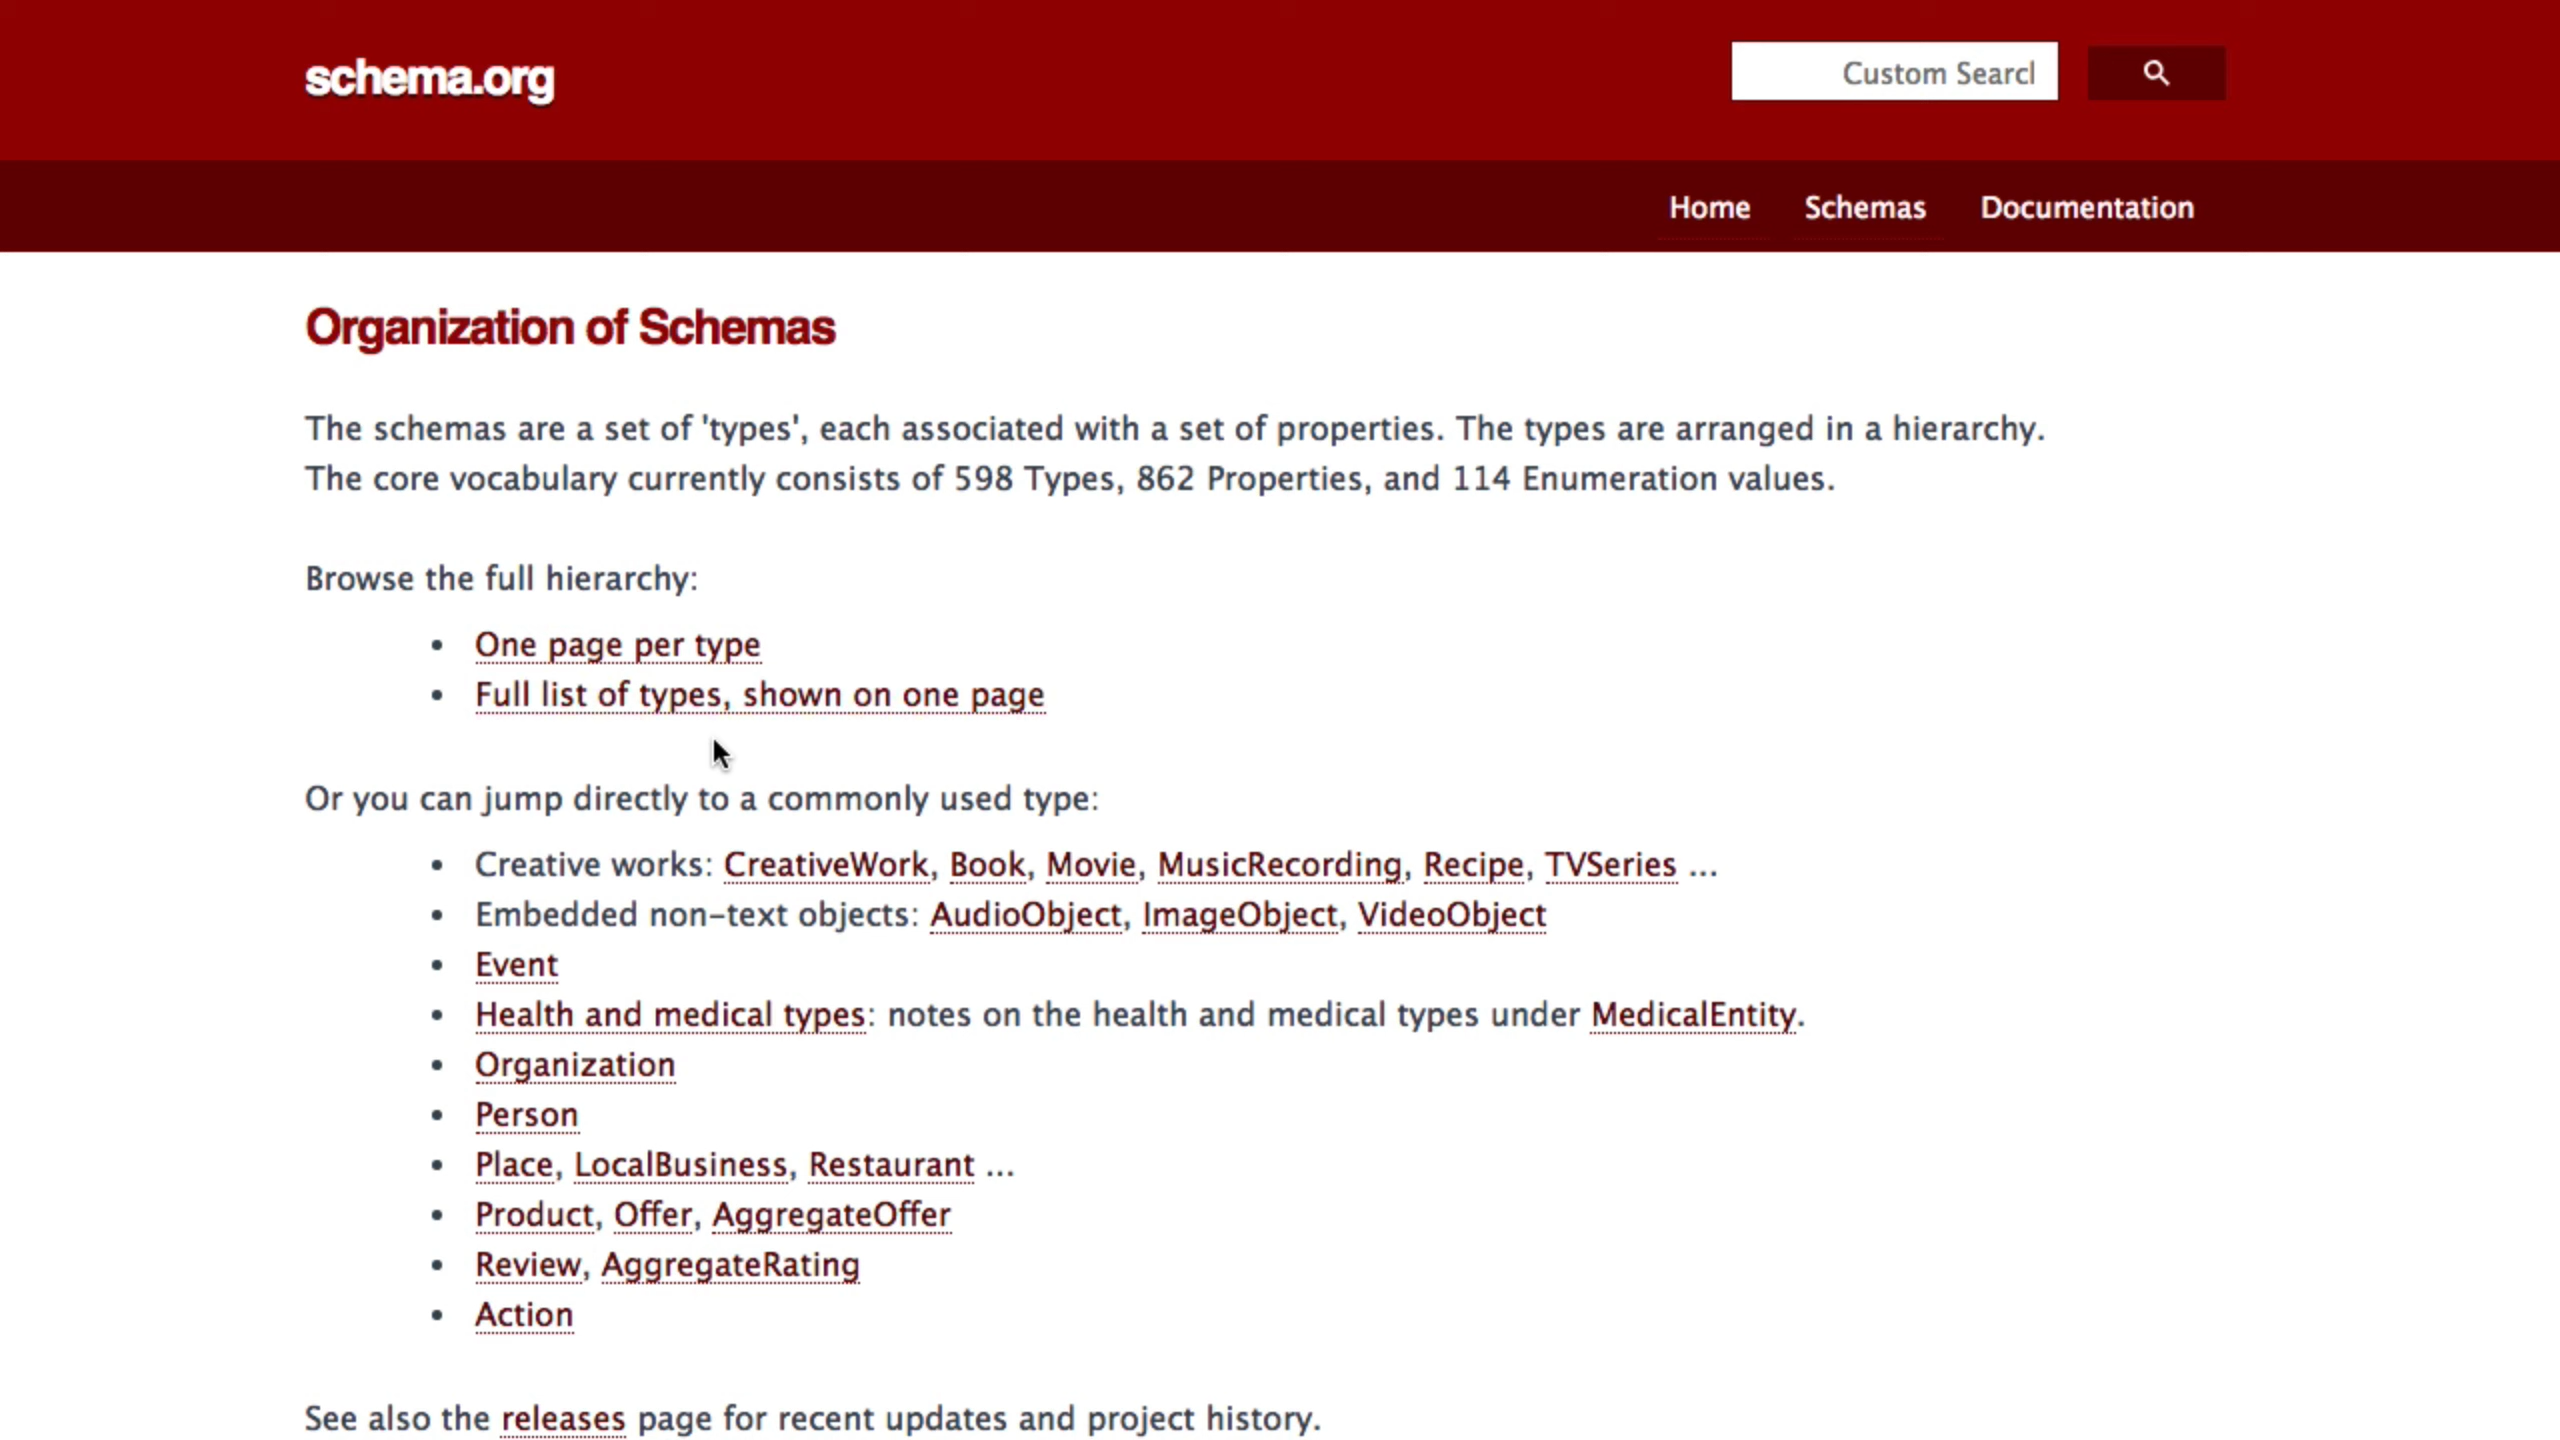 schema.org
Custom Search
Home Schemas Documentation
Organization of Schemas
The schemas are a set of 'types', each associated with a set of properties. The types are arranged in a hierarchy.
The core vocabulary currently consists of 598 Types, 862 Properties, and 114 Enumeration values.
Browse the full hierarchy:
• One page per type
• Full list of types, shown on one page
Or you can jump directly to a commonly used type:
• Creative works: CreativeWork, Book, Movie, MusicRecording, Recipe, TVSeries ...
• Embedded non-text objects: AudioObject, ImageObject, VideoObject
• Event
• Health and medical types: notes on the health and medical types under MedicalEntity.
• Organization
• Person
• Place, LocalBusiness, Restaurant ...
• Product, Offer, AggregateOffer
• Review, AggregateRating
• Action
See also the releases page for recent updates and project history.